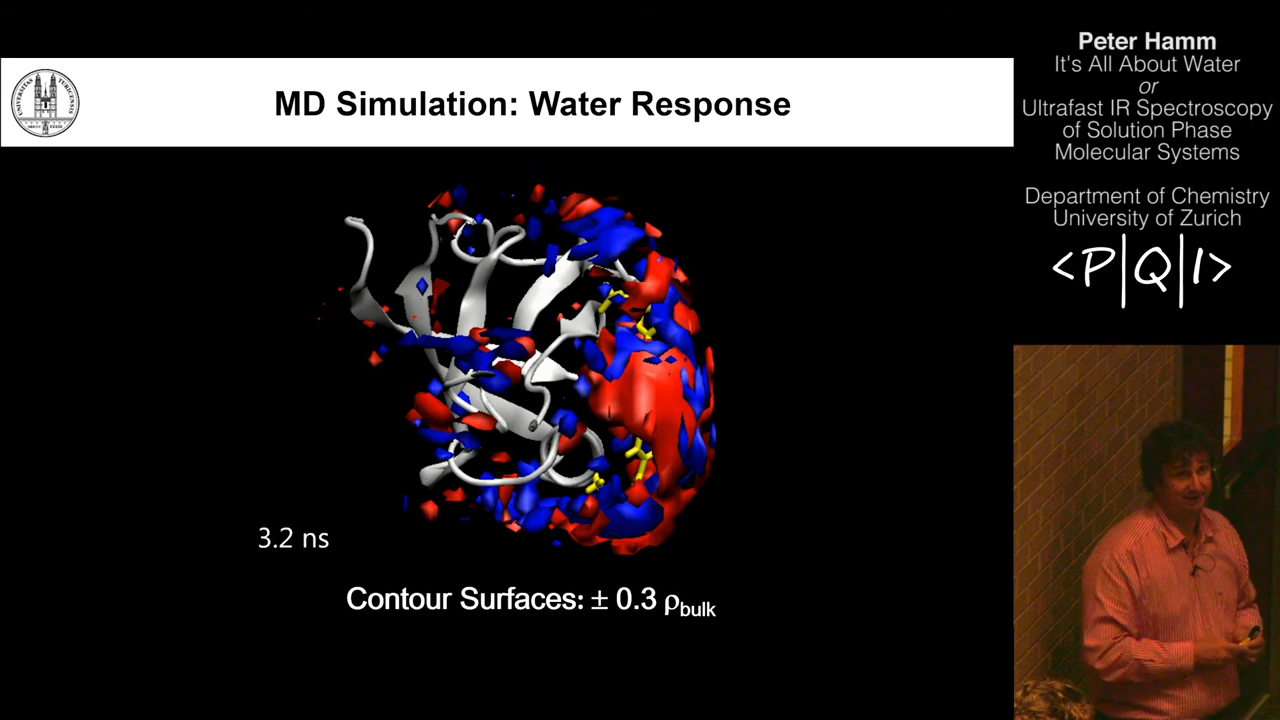 MD Simulation: Water Response
3.2 ns
Contour Surfaces: ± 0.3 ρbulk
Peter Hamm
It's All About Water
or
Ultrafast IR Spectroscopy
of Solution Phase
Molecular Systems
Department of Chemistry
University of Zurich
<P|Q|I>